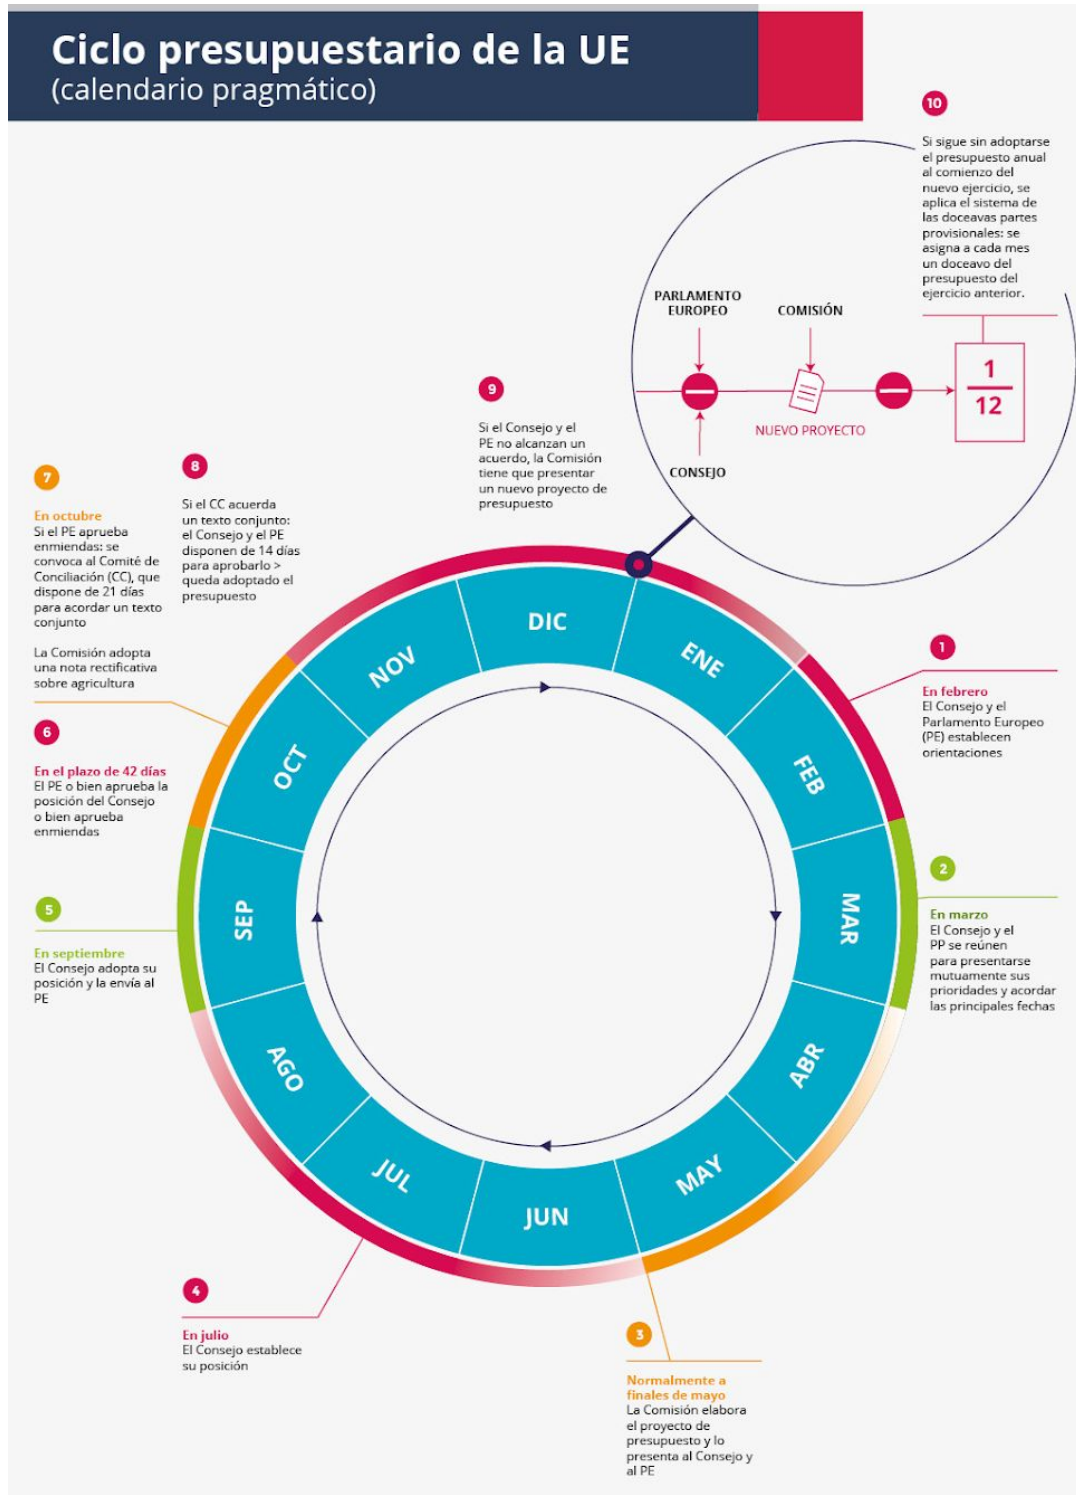 Ciclo presupuestario de la UE
(calendario pragmático)
10
Si sigue sin adoptarse
el presupuesto anual
al comienzo del
nuevo ejercicio, se
aplica el sistema de
las doceavas partes
provisionales: se
asigna a cada mes
un doceavo del
presupuesto del
ejercicio anterior.
PARLAMENTO
EUROPEO
COMISIÓN
1
12
NUEVO PROYECTO
CONSEJO
9
Si el Consejo y el
PE no alcanzan un
acuerdo, la Comisión
tiene que presentar
un nuevo proyecto de
presupuesto
8
Si el CC acuerda
un texto conjunto:
el Consejo y el PE
disponen de 14 días
para aprobarlo >
queda adoptado el
presupuesto
7
En octubre
Si el PE aprueba
enmiendas: se
convoca al Comité de
Conciliación (CC), que
dispone de 21 días
para acordar un texto
conjunto
La Comisión adopta
una nota rectificativa
sobre agricultura
6
En el plazo de 42 días
El PE o bien aprueba la
posición del Consejo
o bien aprueba
enmiendas
5
En septiembre
El Consejo adopta su
posición y la envía al
PE
DIC
ENE
FEB
MAR
ABR
MAY
JUN
JUL
AGO
SEP
OCT
NOV
1
En febrero
El Consejo y el
Parlamento Europeo
(PE) establecen
orientaciones
2
En marzo
El Consejo y el
PP se reúnen
para presentarse
mutuamente sus
prioridades y acordar
las principales fechas
4
En julio
El Consejo establece
su posición
3
Normalmente a
finales de mayo
La Comisión elabora
el proyecto de
presupuesto y lo
presenta al Consejo y
al PE